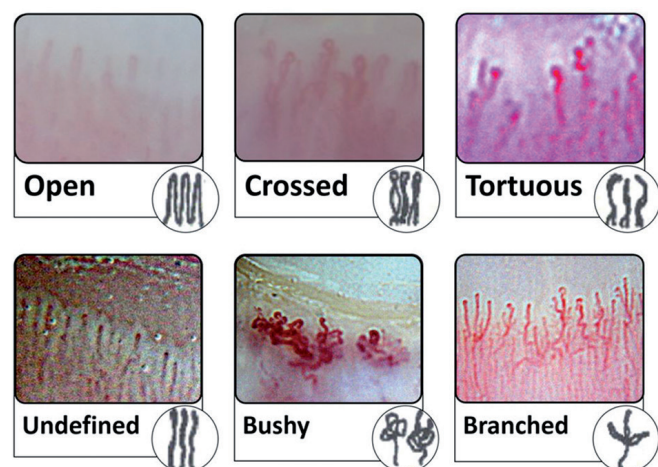 Open
Crossed
Tortuous
Undefined
Bushy
Branched